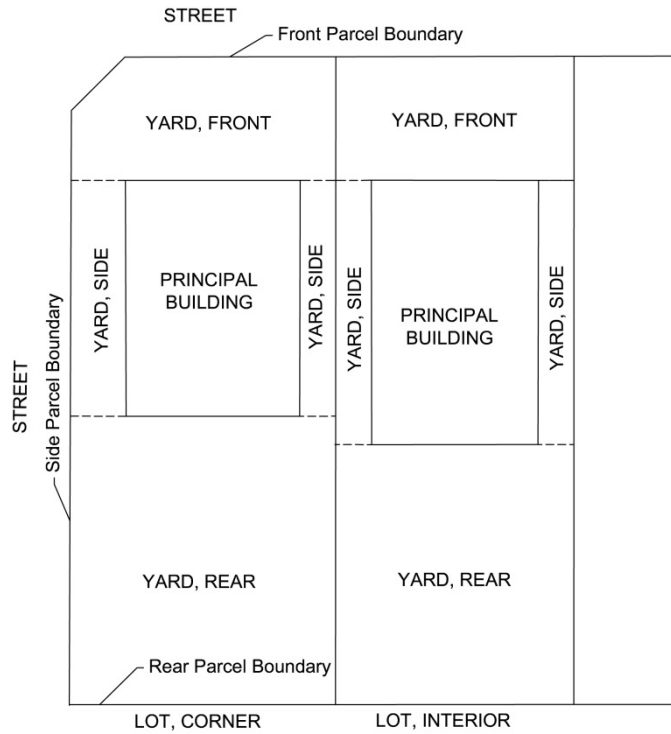 STREET
Front Parcel Boundary
YARD, FRONT
YARD, FRONT
YARD, SIDE
PRINCIPAL
BUILDING
YARD, SIDE
YARD, SIDE
PRINCIPAL
BUILDING
YARD, SIDE
STREET
Side Parcel Boundary
YARD, REAR
YARD, REAR
Rear Parcel Boundary
LOT, CORNER
LOT, INTERIOR